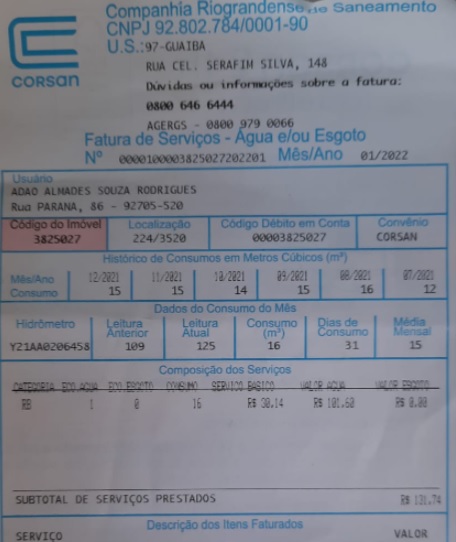 CORSAN
Companhia Riograndense de Saneamento
CNPJ 92.802.784/0001-90
U.S.:97-GUAIBA
RUA CEL. SERAFIM SILVA, 148
Dúvidas ou informações sobre a fatura:
0800 646 6444
AGERGS - 0800 979 0066
Fatura de Serviços - Água e/ou Esgoto
Nº 0000100003825027202201 Mês/Ano 01/2022
Usuário
ADAO ALMADES SOUZA RODRIGUES
Rua PARANA, 86 - 92705-520
Código do Imóvel Localização Código Débito em Conta Convênio
3825027 224/3520 00003825027 CORSAN
Histórico de Consumos em Metros Cúbicos (m³)
Mês/Ano 12/2021 11/2021 10/2021 09/2021 08/2021 07/2021
Consumo 15 15 14 15 16 12
Dados do Consumo do Mês
Hidrômetro Leitura Anterior Leitura Atual Consumo (m³) Dias de Consumo Média Mensal
Y21AA0206458 109 125 16 31 15
Composição dos Serviços
CATEGORIA ECO.AGUA ECO.ESGOTO CONSUMO SERVICO BASICO VALOR AGUA VALOR ESGOTO
RB 1 0 16 R$ 30.14 R$ 101.60 R$ 0.00
SUBTOTAL DE SERVIÇOS PRESTADOS R$ 131.74
Descrição dos Itens Faturados
SERVIÇO VALOR